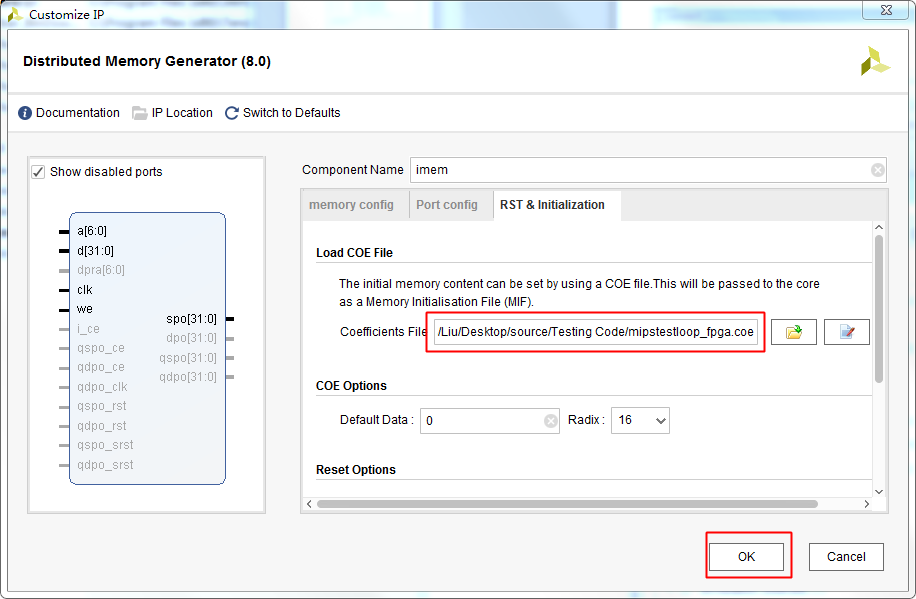 Customize IP
Distributed Memory Generator (8.0)
Documentation IP Location Switch to Defaults
Show disabled ports
a[6:0]
d[31:0]
dpra[6:0]
clk
we
i_ce
qspo_ce
qdpo_ce
qdpo_clk
qspo_rst
qdpo_rst
qspo_srst
qdpo_srst
spo[31:0]
dpo[31:0]
qspo[31:0]
qdpo[31:0]
Component Name imem
memory config Port config RST & Initialization
Load COE File
The initial memory content can be set by using a COE file.This will be passed to the core
as a Memory Initialisation File (MIF).
Coefficients File /Liu/Desktop/source/Testing Code/mipstestloop_fpga.coe
COE Options
Default Data : 0 Radix : 16
Reset Options
OK Cancel